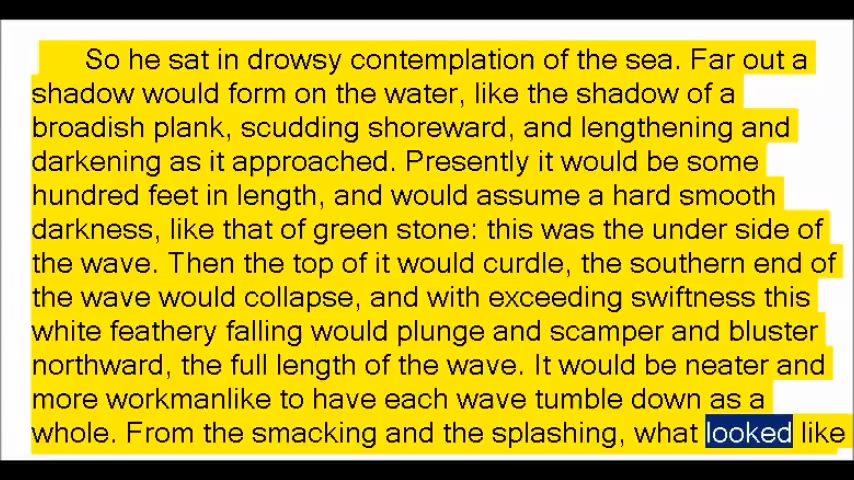 So he sat in drowsy contemplation of the sea. Far out a
shadow would form on the water, like the shadow of a
broadish plank, scudding shoreward, and lengthening and
darkening as it approached. Presently it would be some
hundred feet in length, and would assume a hard smooth
darkness, like that of green stone: this was the under side of
the wave. Then the top of it would curdle, the southern end of
the wave would collapse, and with exceeding swiftness this
white feathery falling would plunge and scamper and bluster
northward, the full length of the wave. It would be neater and
more workmanlike to have each wave tumble down as a
whole. From the smacking and the splashing, what looked like